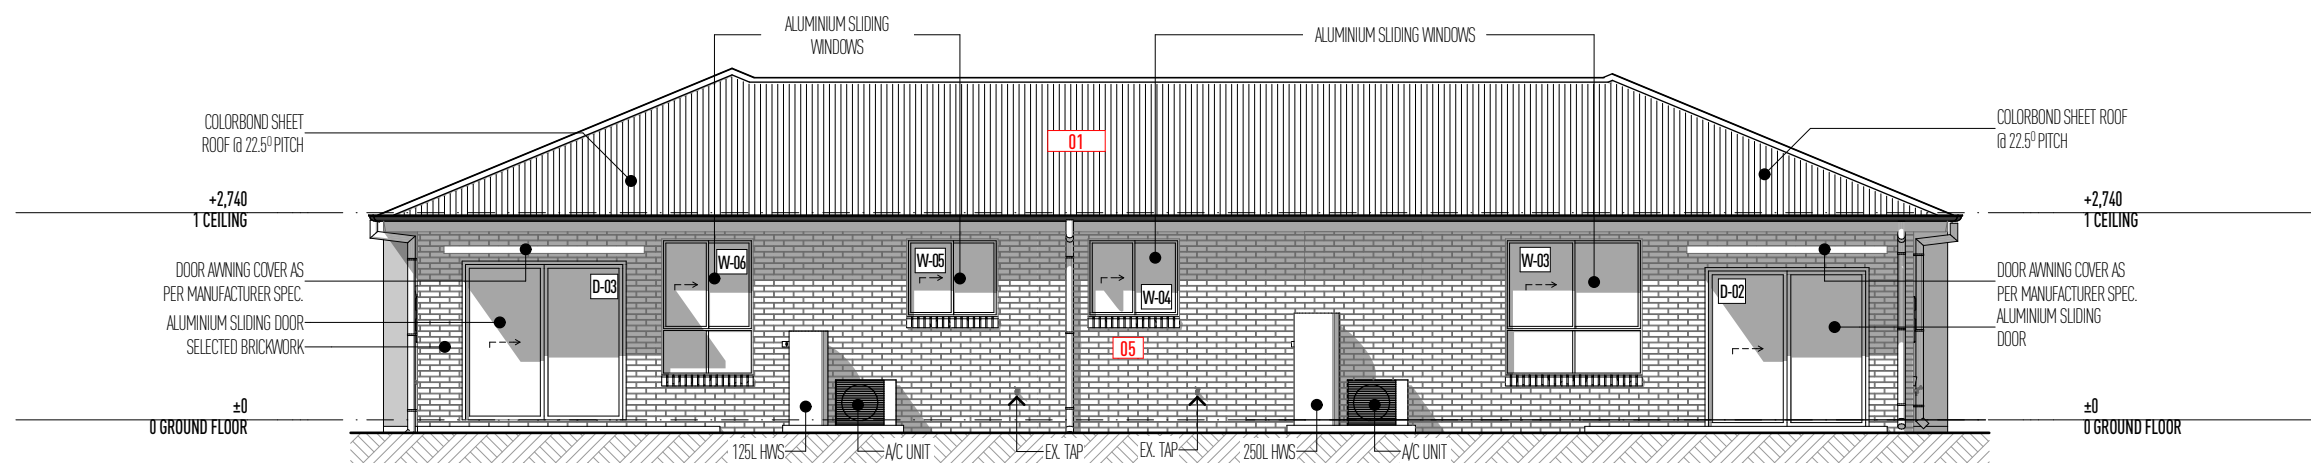 ALUMINIUM SLIDING
WINDOWS
ALUMINIUM SLIDING WINDOWS
COLORBOND SHEET
ROOF @ 22.5⁰ PITCH
01
COLORBOND SHEET ROOF
@ 22.5⁰ PITCH
+2,740
1 CEILING
+2,740
1 CEILING
W-06
W-05
W-04
W-03
D-03
D-02
DOOR AWNING COVER AS
PER MANUFACTURER SPEC.
ALUMINIUM SLIDING DOOR
SELECTED BRICKWORK
05
DOOR AWNING COVER AS
PER MANUFACTURER SPEC.
ALUMINIUM SLIDING
DOOR
±0
0 GROUND FLOOR
±0
0 GROUND FLOOR
125L HWS
A/C UNIT
EX. TAP
EX. TAP
250L HWS
A/C UNIT